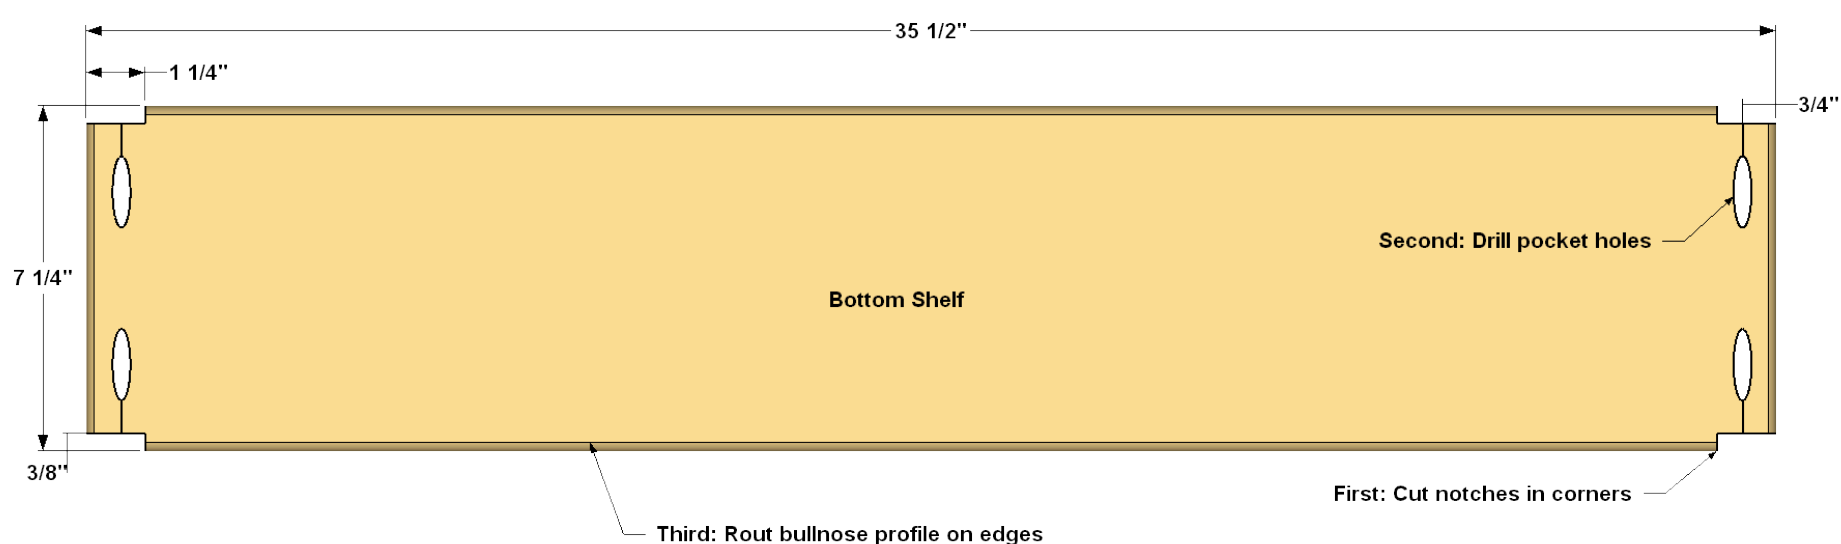 35 1/2"
1 1/4"
3/4"
7 1/4"
Second: Drill pocket holes
Bottom Shelf
3/8"
First: Cut notches in corners
Third: Rout bullnose profile on edges